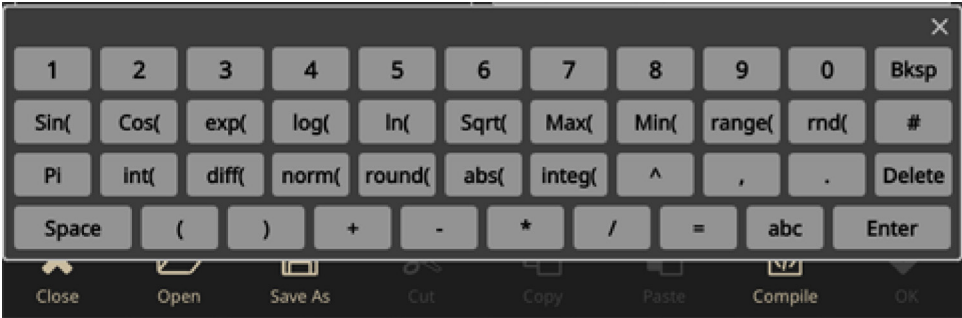 ×
1 2 3 4 5 6 7 8 9 0 Bksp
Sin( Cos( exp( log( ln( Sqrt( Max( Min( range( rnd( #
Pi int( diff( norm( round( abs( integ( ^ , . Delete
Space ( ) + - * / = abc Enter
Close Open Save As Cut Copy Paste Compile OK